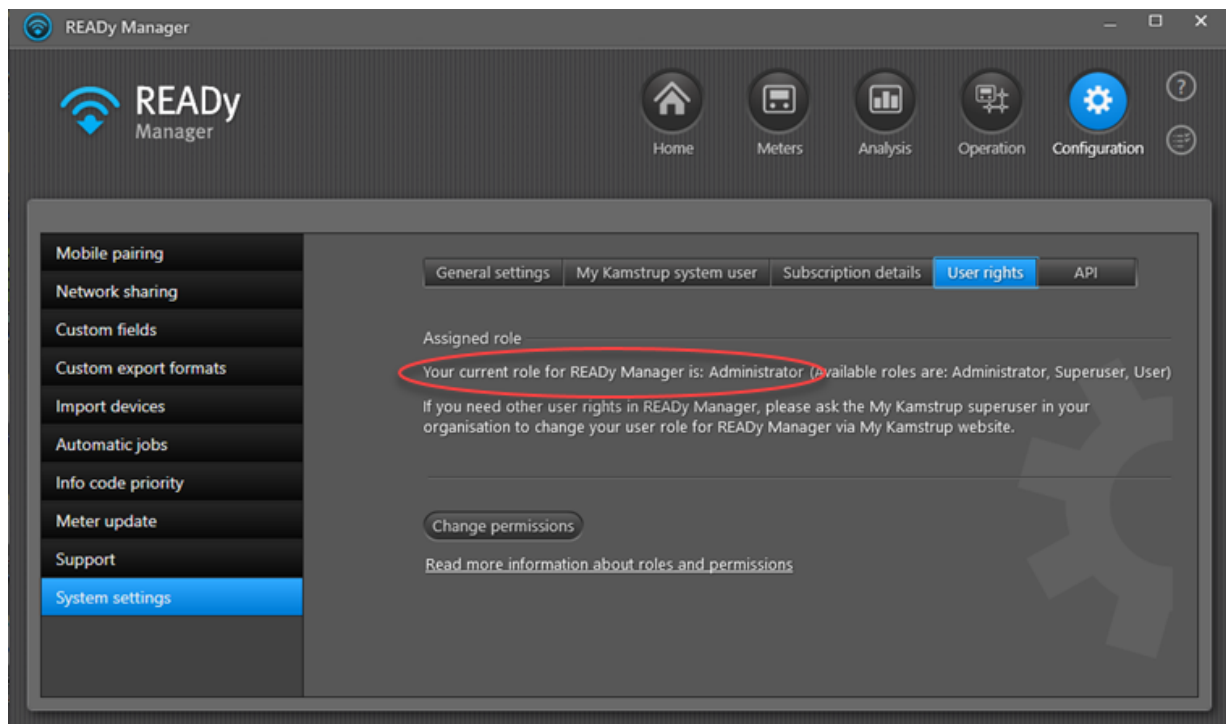 READy Manager
READy
Manager
Home
Meters
Analysis
Operation
Configuration
?
Mobile pairing
Network sharing
Custom fields
Custom export formats
Import devices
Automatic jobs
Info code priority
Meter update
Support
System settings
General settings
My Kamstrup system user
Subscription details
User rights
API
Assigned role
Your current role for READy Manager is: Administrator (Available roles are: Administrator, Superuser, User)
If you need other user rights in READy Manager, please ask the My Kamstrup superuser in your
organisation to change your user role for READy Manager via My Kamstrup website.
Change permissions
Read more information about roles and permissions